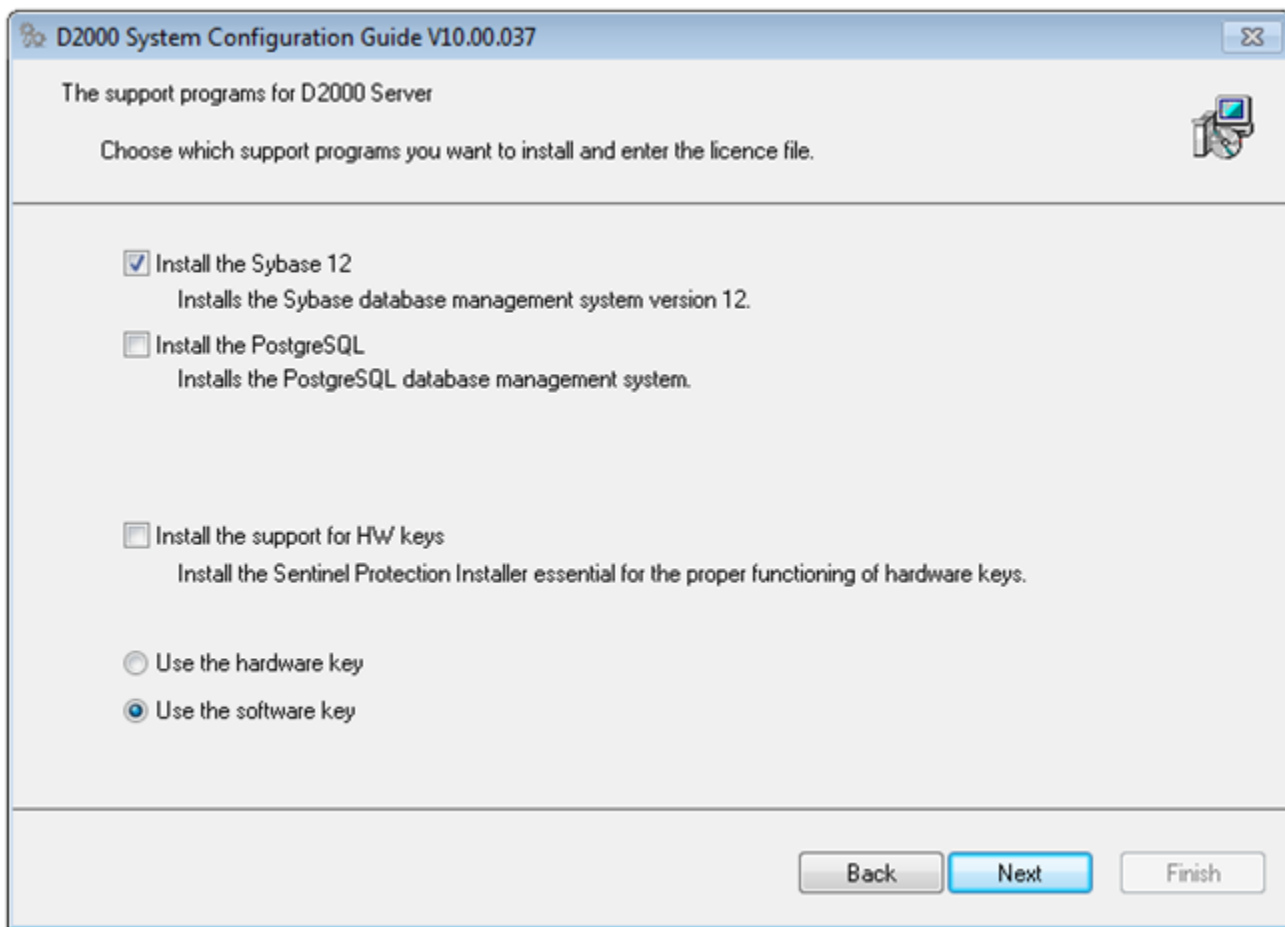 D2000 System Configuration Guide V10.00.037
The support programs for D2000 Server
Choose which support programs you want to install and enter the licence file.
Install the Sybase 12
Installs the Sybase database management system version 12.
Install the PostgreSQL
Installs the PostgreSQL database management system.
Install the support for HW keys
Install the Sentinel Protection Installer essential for the proper functioning of hardware keys.
Use the hardware key
Use the software key
Back Next Finish